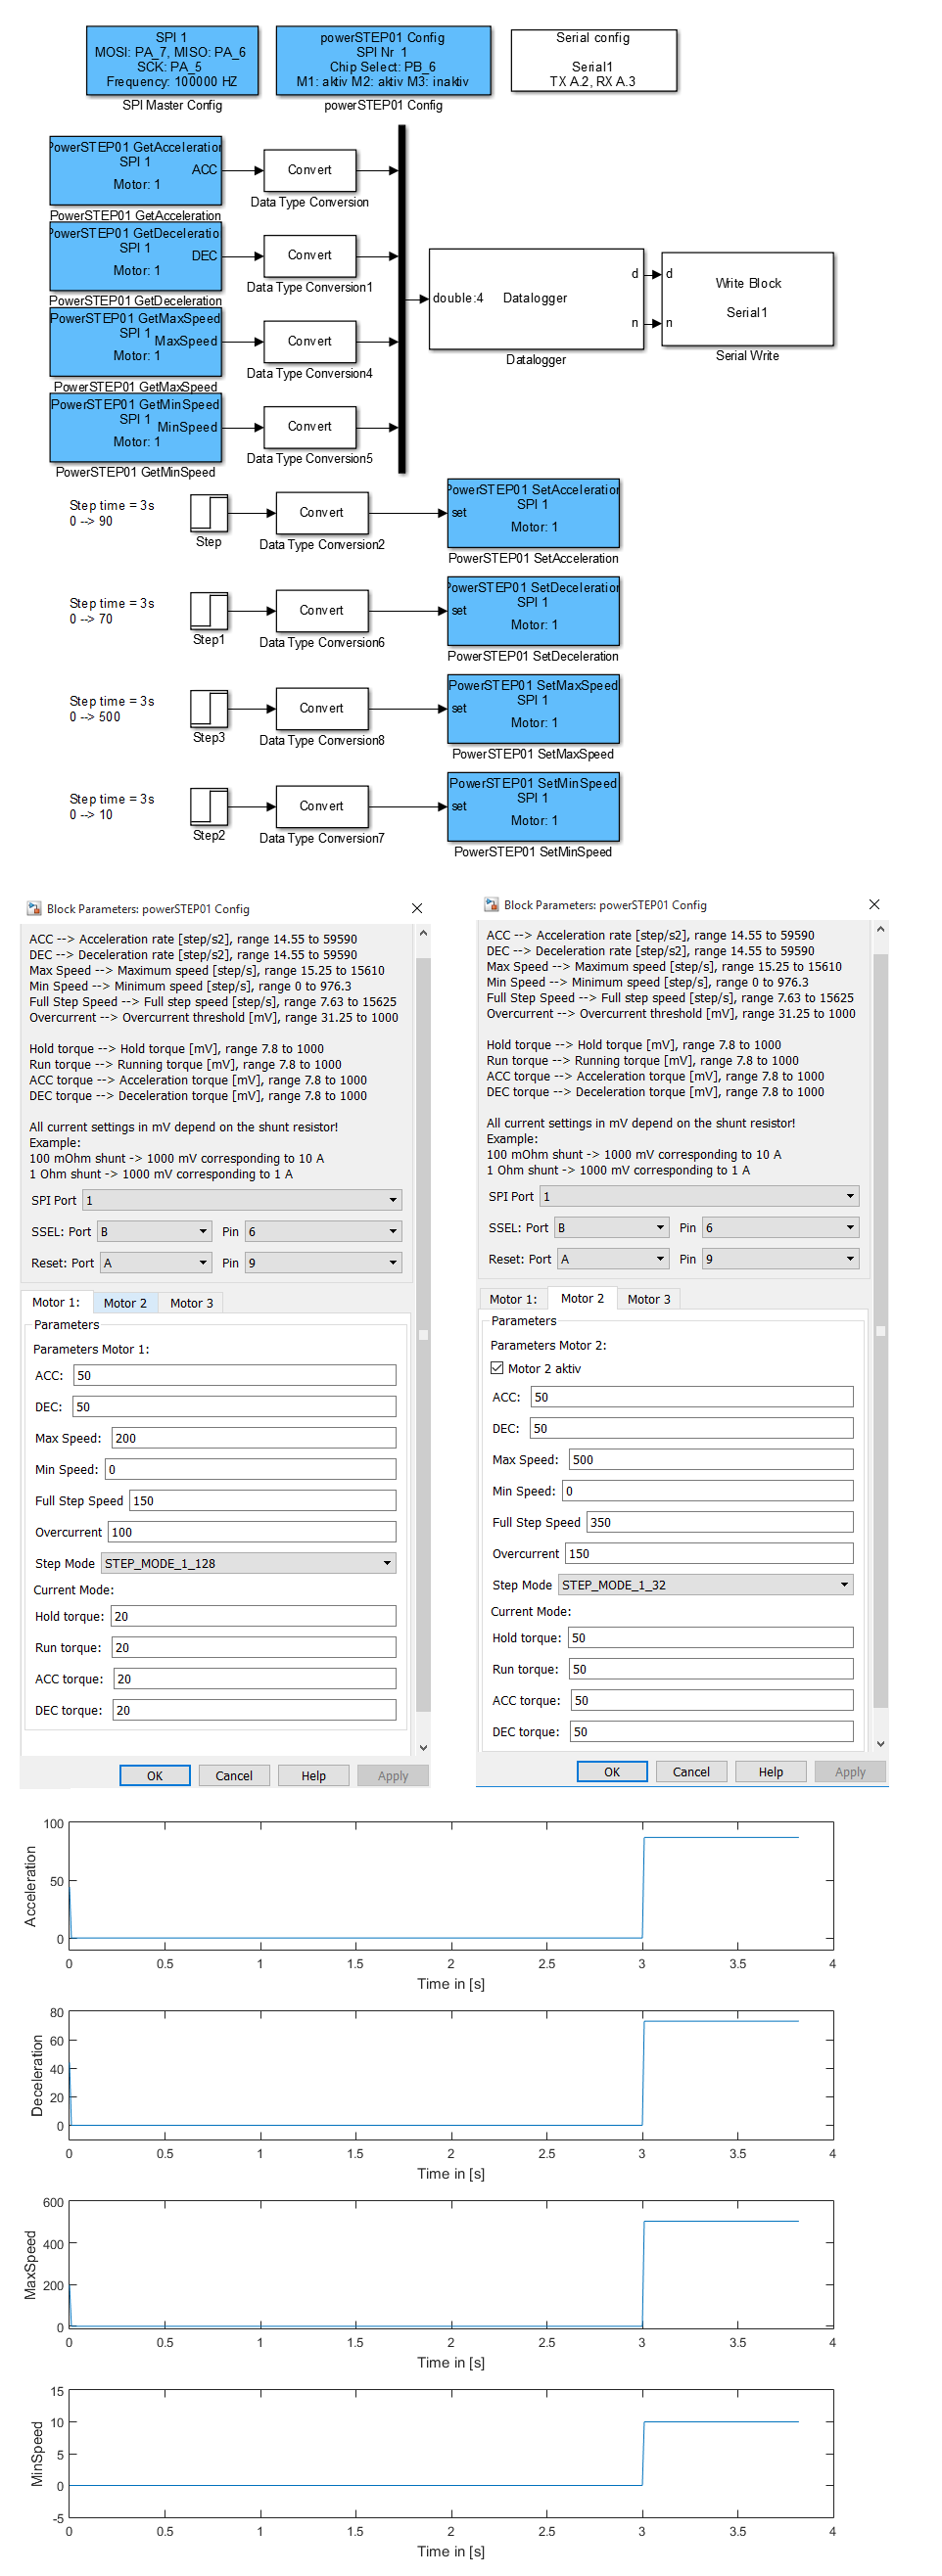 SPI 1
MOSI: PA_7, MISO: PA_6
SCK: PA_5
Frequency: 100000 HZ
SPI Master Config
powerSTEP01 Config
SPI Nr 1
Chip Select: PB_6
M1: aktiv M2: aktiv M3: inaktiv
powerSTEP01 Config
Serial config
Serial1
TX A.2, RX A.3
PowerSTEP01 GetAcceleration
SPI 1
ACC
Motor: 1
PowerSTEP01 GetAcceleration
Convert
Data Type Conversion
PowerSTEP01 GetDeceleration
SPI 1
DEC
Motor: 1
PowerSTEP01 GetDeceleration
Convert
Data Type Conversion1
PowerSTEP01 GetMaxSpeed
SPI 1
MaxSpeed
Motor: 1
PowerSTEP01 GetMaxSpeed
Convert
Data Type Conversion4
PowerSTEP01 GetMinSpeed
SPI 1
MinSpeed
Motor: 1
PowerSTEP01 GetMinSpeed
Convert
Data Type Conversion5
double:4
Datalogger
d
n
Datalogger
d
n
Write Block
Serial1
Serial Write
Step time = 3s
0 --> 90
Step
Convert
Data Type Conversion2
PowerSTEP01 SetAcceleration
SPI 1
set
Motor: 1
PowerSTEP01 SetAcceleration
Step time = 3s
0 --> 70
Step1
Convert
Data Type Conversion6
PowerSTEP01 SetDeceleration
SPI 1
set
Motor: 1
PowerSTEP01 SetDeceleration
Step time = 3s
0 --> 500
Step3
Convert
Data Type Conversion8
PowerSTEP01 SetMaxSpeed
SPI 1
set
Motor: 1
PowerSTEP01 SetMaxSpeed
Step time = 3s
0 --> 10
Step2
Convert
Data Type Conversion7
PowerSTEP01 SetMinSpeed
SPI 1
set
Motor: 1
PowerSTEP01 SetMinSpeed
Block Parameters: powerSTEP01 Config
ACC --> Acceleration rate [step/s2], range 14.55 to 59590
DEC --> Deceleration rate [step/s2], range 14.55 to 59590
Max Speed --> Maximum speed [step/s], range 15.25 to 15610
Min Speed --> Minimum speed [step/s], range 0 to 976.3
Full Step Speed --> Full step speed [step/s], range 7.63 to 15625
Overcurrent --> Overcurrent threshold [mV], range 31.25 to 1000
Hold torque --> Hold torque [mV], range 7.8 to 1000
Run torque --> Running torque [mV], range 7.8 to 1000
ACC torque --> Acceleration torque [mV], range 7.8 to 1000
DEC torque --> Deceleration torque [mV], range 7.8 to 1000
All current settings in mV depend on the shunt resistor!
Example:
100 mOhm shunt -> 1000 mV corresponding to 10 A
1 Ohm shunt -> 1000 mV corresponding to 1 A
SPI Port 1
SSEL: Port B Pin 6
Reset: Port A Pin 9
Motor 1: Motor 2 Motor 3
Parameters
Parameters Motor 1:
ACC: 50
DEC: 50
Max Speed: 200
Min Speed: 0
Full Step Speed 150
Overcurrent 100
Step Mode STEP_MODE_1_128
Current Mode:
Hold torque: 20
Run torque: 20
ACC torque: 20
DEC torque: 20
OK Cancel Help Apply
Block Parameters: powerSTEP01 Config
ACC --> Acceleration rate [step/s2], range 14.55 to 59590
DEC --> Deceleration rate [step/s2], range 14.55 to 59590
Max Speed --> Maximum speed [step/s], range 15.25 to 15610
Min Speed --> Minimum speed [step/s], range 0 to 976.3
Full Step Speed --> Full step speed [step/s], range 7.63 to 15625
Overcurrent --> Overcurrent threshold [mV], range 31.25 to 1000
Hold torque --> Hold torque [mV], range 7.8 to 1000
Run torque --> Running torque [mV], range 7.8 to 1000
ACC torque --> Acceleration torque [mV], range 7.8 to 1000
DEC torque --> Deceleration torque [mV], range 7.8 to 1000
All current settings in mV depend on the shunt resistor!
Example:
100 mOhm shunt -> 1000 mV corresponding to 10 A
1 Ohm shunt -> 1000 mV corresponding to 1 A
SPI Port 1
SSEL: Port B Pin 6
Reset: Port A Pin 9
Motor 1: Motor 2 Motor 3
Parameters
Parameters Motor 2:
Motor 2 aktiv
ACC: 50
DEC: 50
Max Speed: 500
Min Speed: 0
Full Step Speed 350
Overcurrent 150
Step Mode STEP_MODE_1_32
Current Mode:
Hold torque: 50
Run torque: 50
ACC torque: 50
DEC torque: 50
OK Cancel Help Apply
Acceleration
100
50
0
0 0.5 1 1.5 2 2.5 3 3.5 4
Time in [s]
Deceleration
80
60
40
20
0
0 0.5 1 1.5 2 2.5 3 3.5 4
Time in [s]
MaxSpeed
600
400
200
0
0 0.5 1 1.5 2 2.5 3 3.5 4
Time in [s]
MinSpeed
15
10
5
0
-5
0 0.5 1 1.5 2 2.5 3 3.5 4
Time in [s]